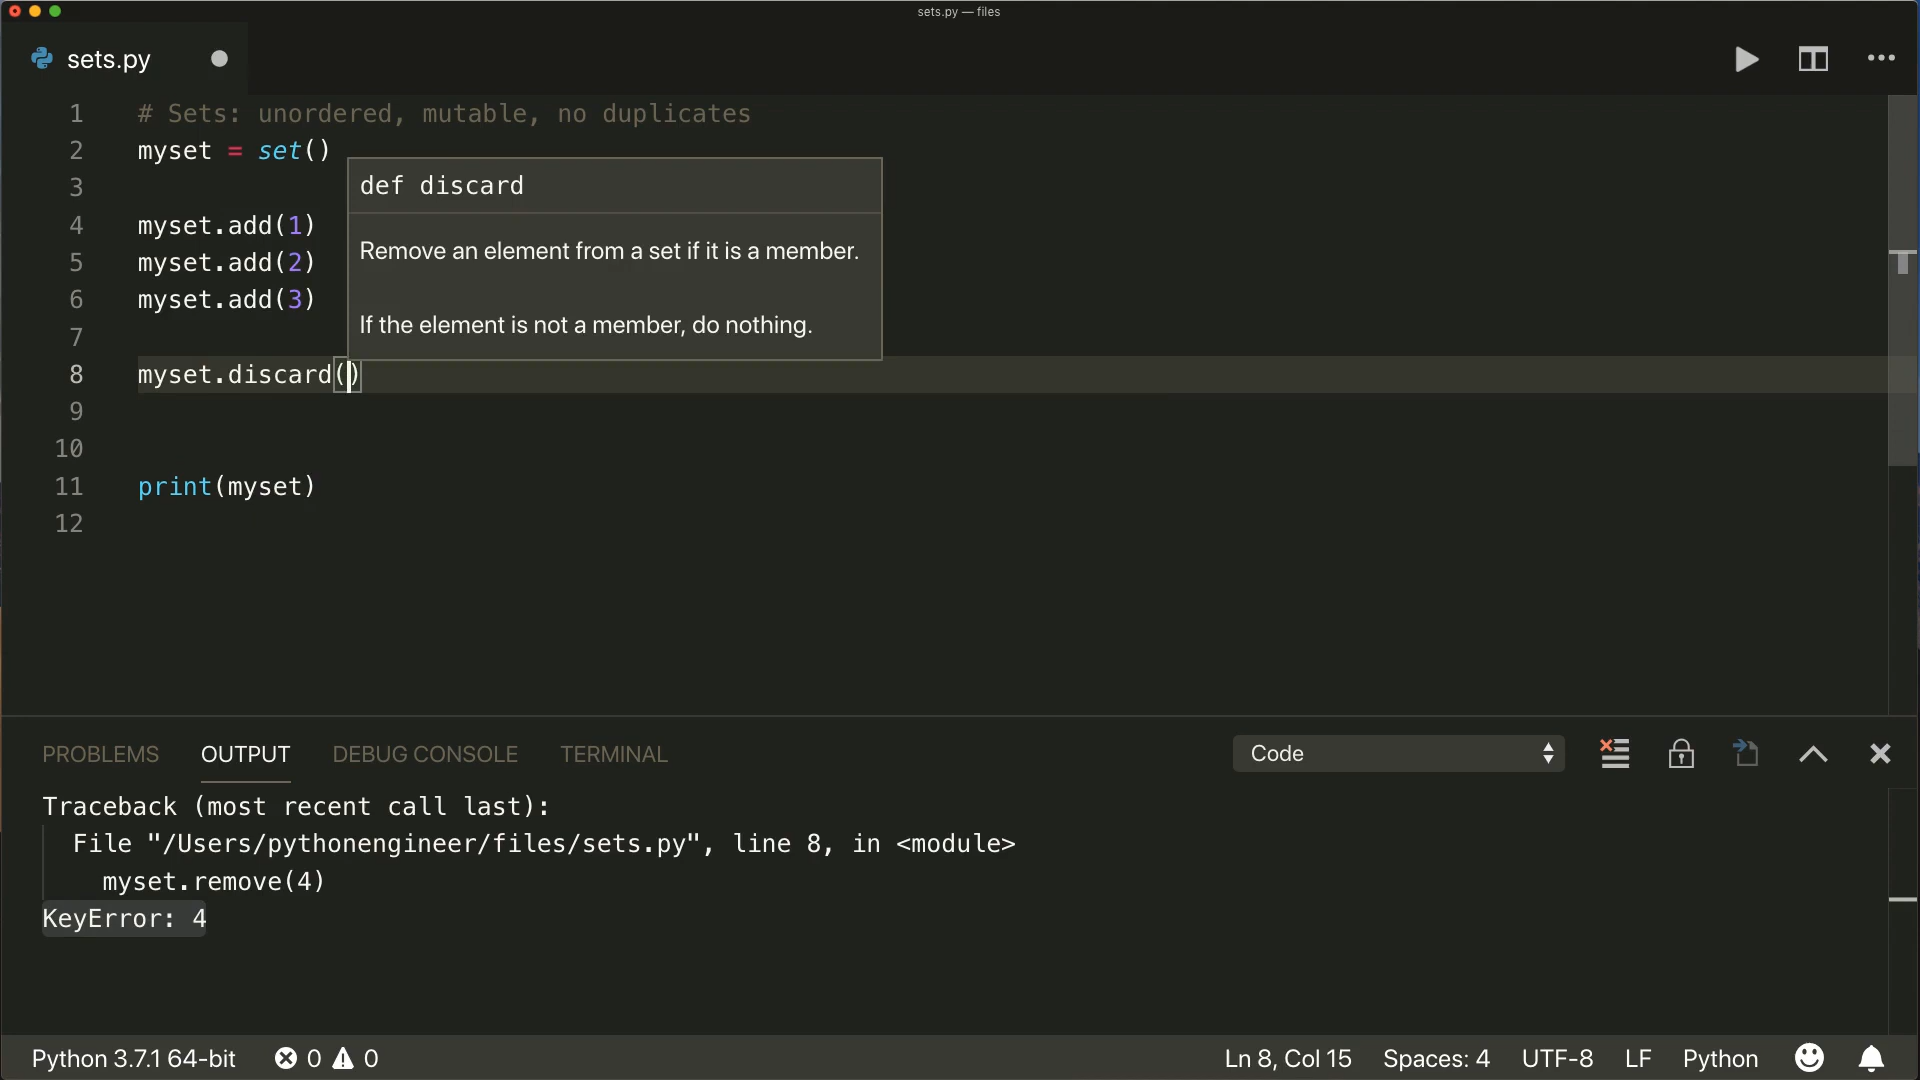 sets.py — files
sets.py
1 # Sets: unordered, mutable, no duplicates
2 myset = set()
3
4 myset.add(1)
5 myset.add(2)
6 myset.add(3)
7
8 myset.discard()
9
10
11 print(myset)
12
def discard
Remove an element from a set if it is a member.
If the element is not a member, do nothing.
PROBLEMS OUTPUT DEBUG CONSOLE TERMINAL Code
Traceback (most recent call last):
File "/Users/pythonengineer/files/sets.py", line 8, in <module>
myset.remove(4)
KeyError: 4
Python 3.7.1 64-bit 0 0 Ln 8, Col 15 Spaces: 4 UTF-8 LF Python